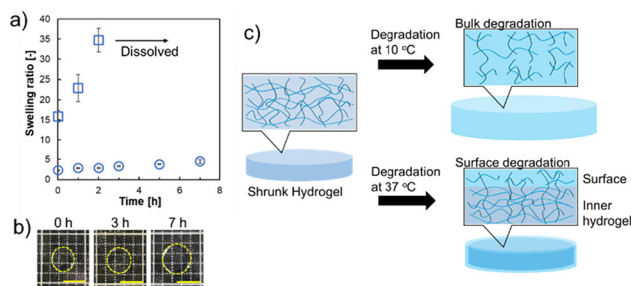 a)
40
35
30
25
20
15
10
5
0
Swelling ratio [-]
Dissolved
0
2
4
6
8
Time [h]
b)
0 h
3 h
7 h
c)
Shrunk Hydrogel
Degradation
at 10 °C
Bulk degradation
Degradation
at 37 °C
Surface degradation
Surface
Inner
hydrogel